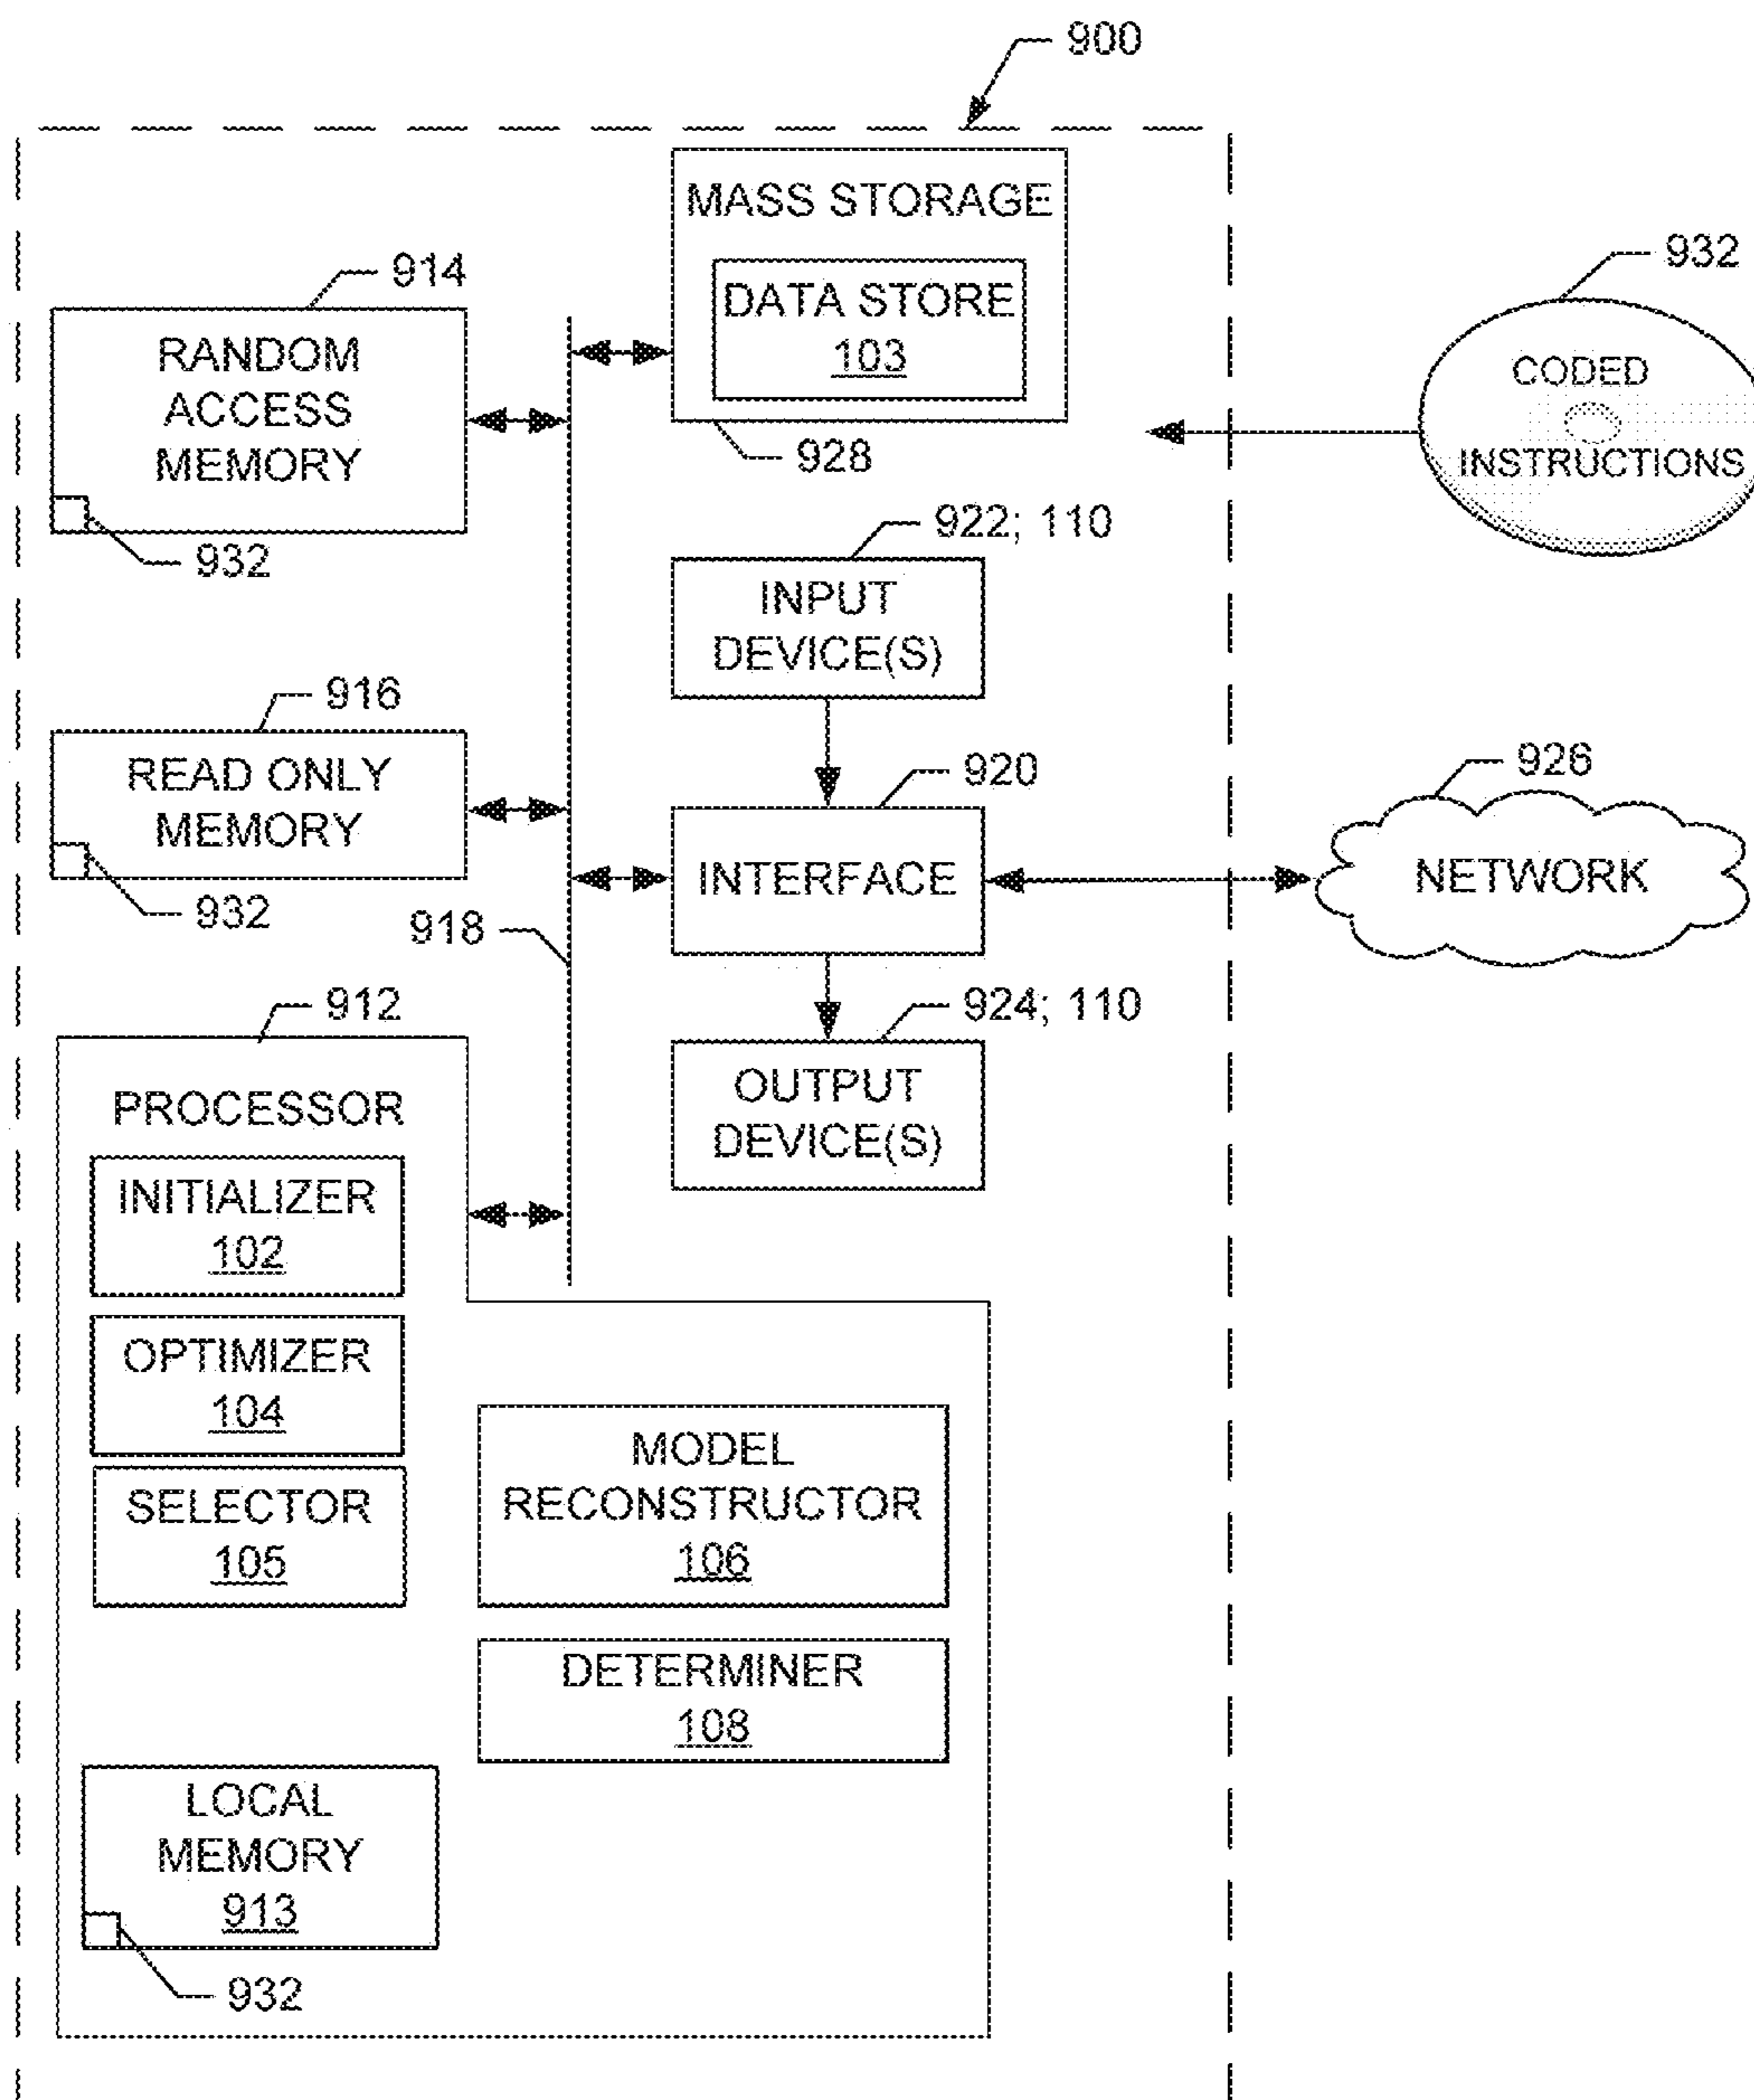 900
MASS STORAGE
DATA STORE
103
928
914
RANDOM
ACCESS
MEMORY
932
932
CODED
INSTRUCTIONS
922; 110
INPUT
DEVICE(S)
916
READ ONLY
MEMORY
932
920
INTERFACE
926
NETWORK
918
924; 110
OUTPUT
DEVICE(S)
912
PROCESSOR
INITIALIZER
102
OPTIMIZER
104
SELECTOR
105
MODEL
RECONSTRUCTOR
106
DETERMINER
108
LOCAL
MEMORY
913
932